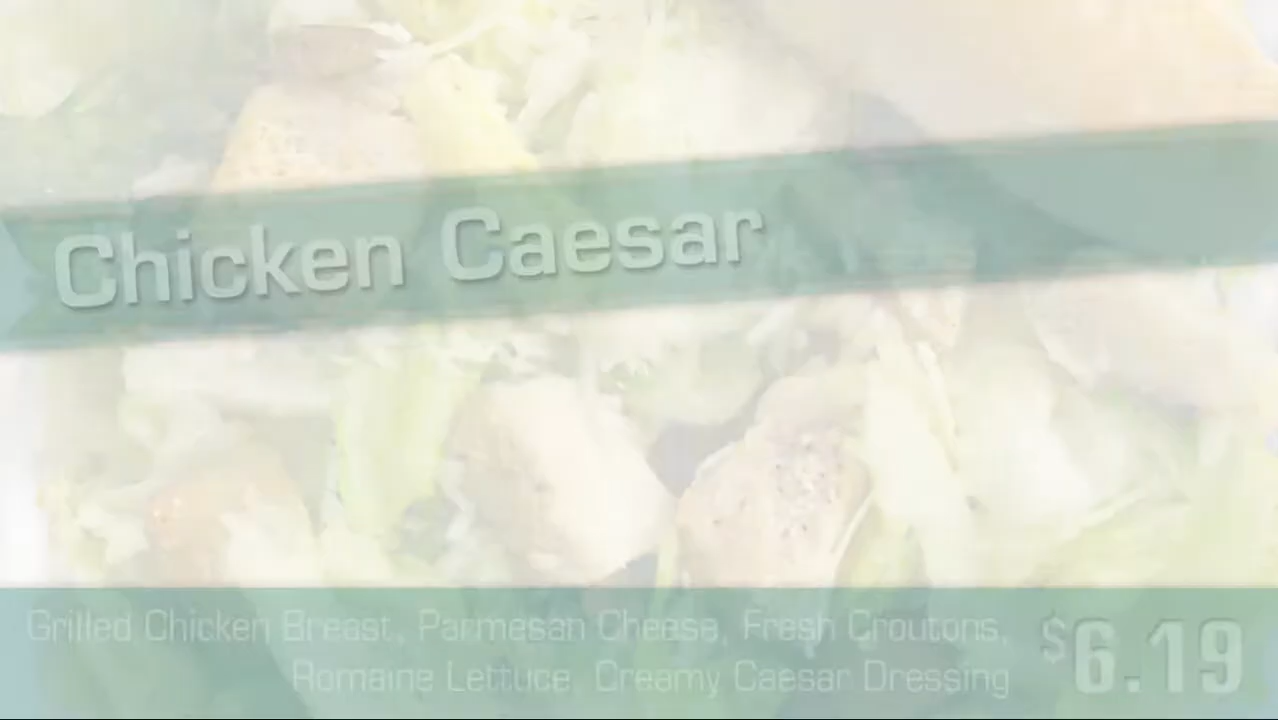 Chicken Caesar
Grilled Chicken Breast, Parmesan Cheese, Fresh Croutons,
Romaine Lettuce, Creamy Caesar Dressing
$6.19